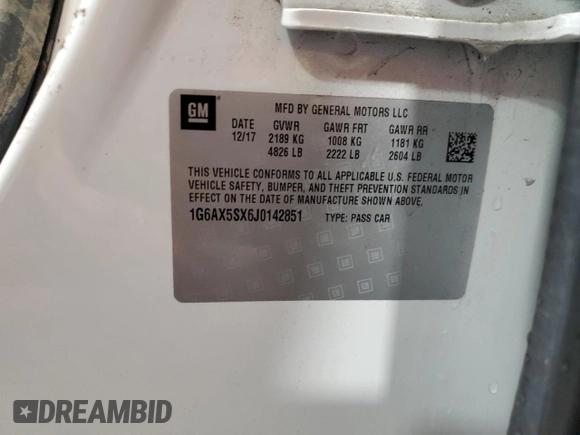 GM
MFD BY GENERAL MOTORS LLC
DATE GVWR GAWR FRT GAWR RR
12/17 2189 KG 1008 KG 1181 KG
4826 LB 2222 LB 2604 LB
THIS VEHICLE CONFORMS TO ALL APPLICABLE U.S. FEDERAL MOTOR
VEHICLE SAFETY, BUMPER, AND THEFT PREVENTION STANDARDS IN
EFFECT ON THE DATE OF MANUFACTURE SHOWN ABOVE.
1G6AX5SX6J0142851 TYPE: PASS CAR
DREAMBID